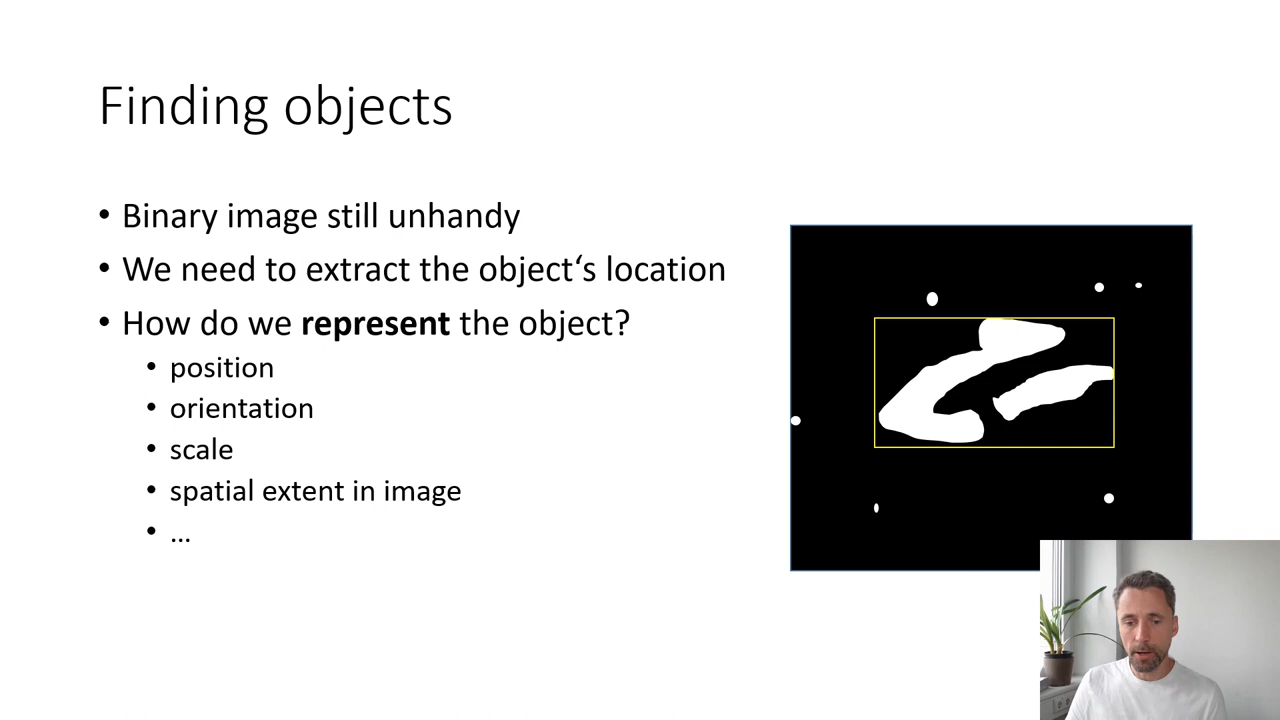 Finding objects
• Binary image still unhandy
• We need to extract the object‘s location
• How do we represent the object?
• position
• orientation
• scale
• spatial extent in image
• ...